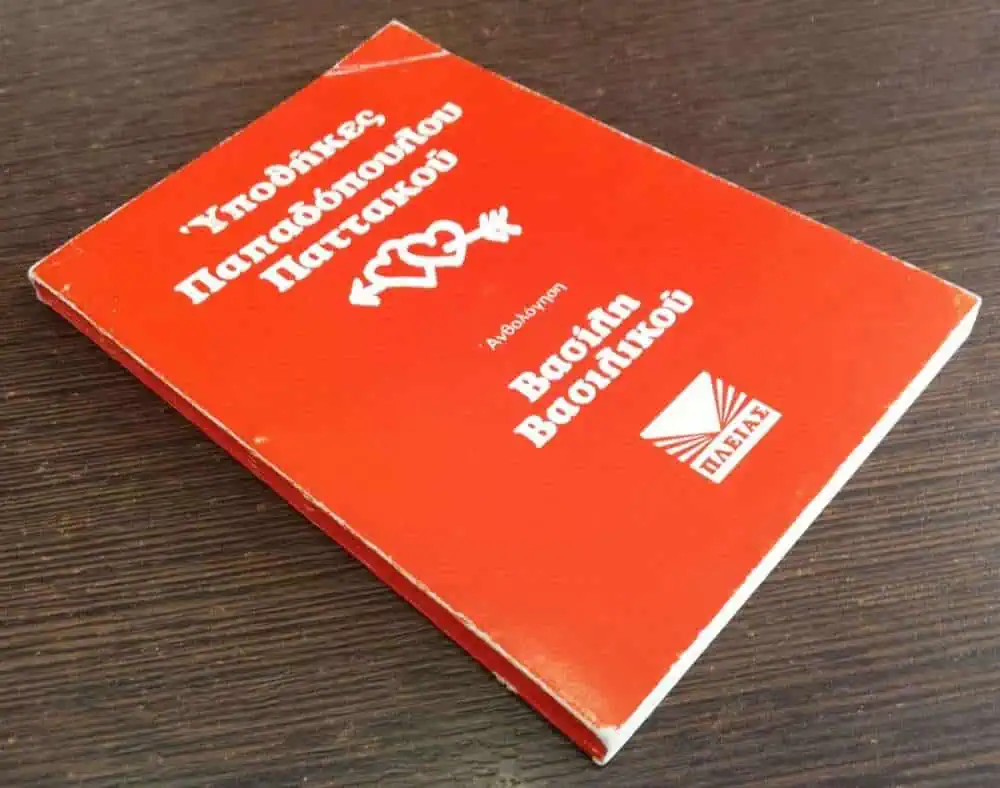 Ὑποθῆκες
Παπαδόπουλου
Παττακοῦ
Ἀνθολόγηση
Βασίλη
Βασιλικοῦ
ΠΛΕΙΑΣ